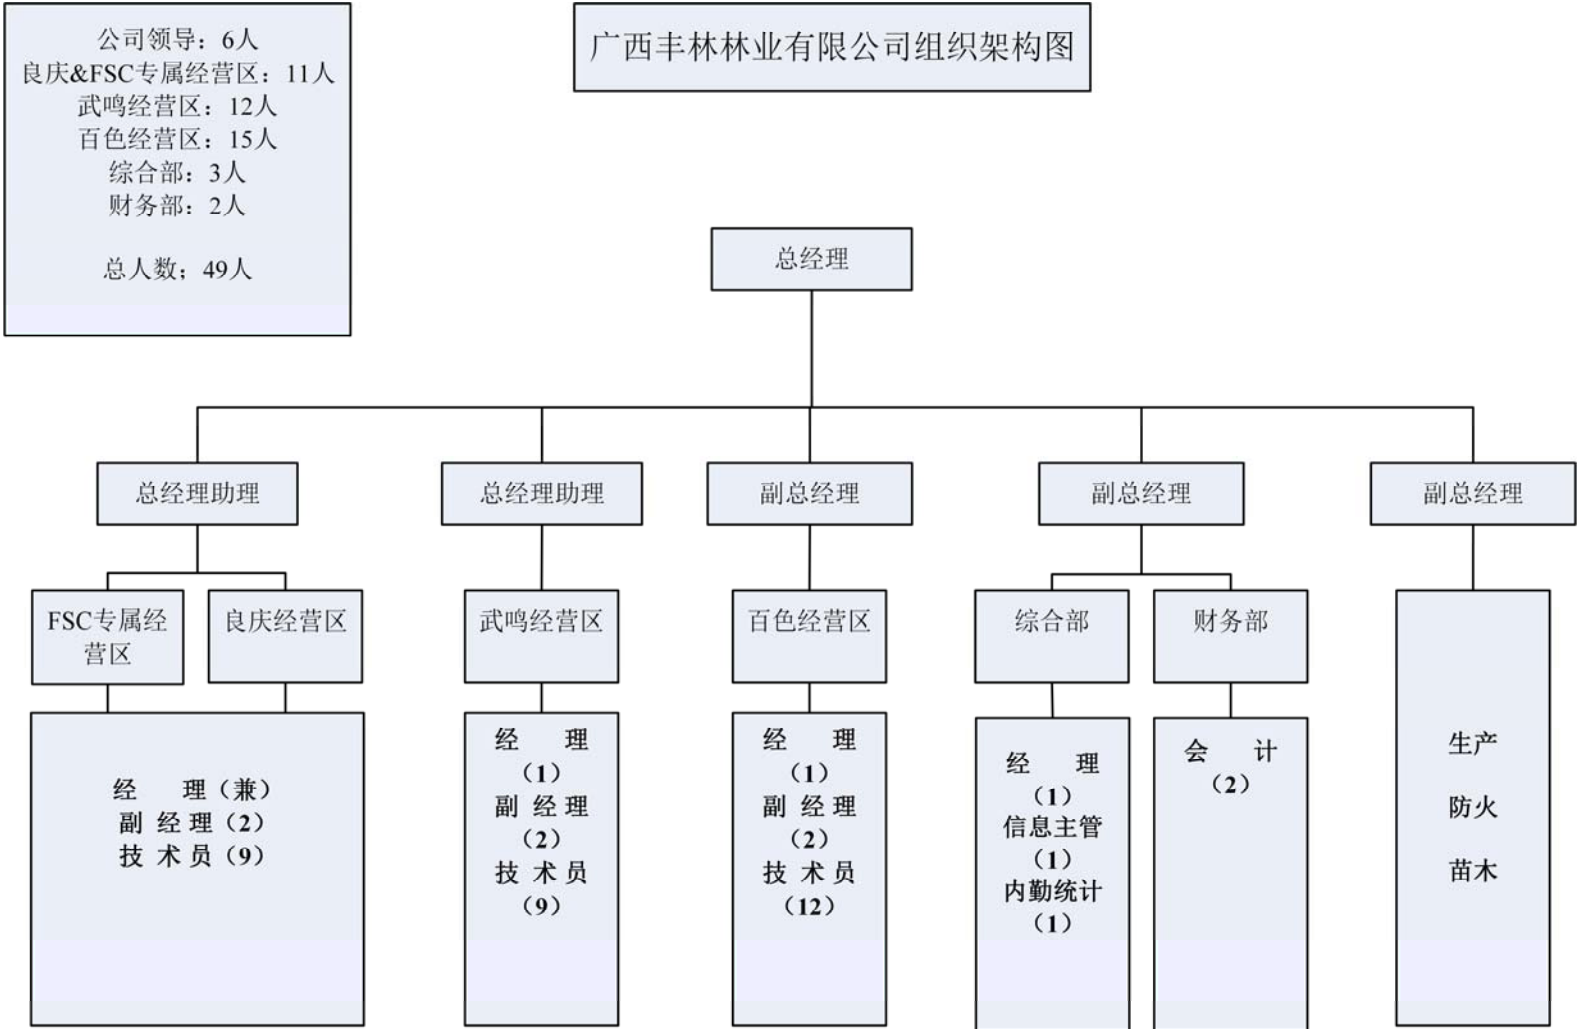 公司领导：6人
良庆&FSC专属经营区：11人
武鸣经营区：12人
百色经营区：15人
综合部：3人
财务部：2人
总人数；49人
广西丰林林业有限公司组织架构图
总经理
总经理助理
总经理助理
副总经理
副总经理
副总经理
FSC专属经
营区
良庆经营区
武鸣经营区
百色经营区
综合部
财务部
经 理（兼）
副 经 理（2）
技 术 员（9）
经 理
（1）
副 经 理
（2）
技 术 员
（9）
经 理
（1）
副 经 理
（2）
技 术 员
（12）
经 理
（1）
信息主管
（1）
内勤统计
（1）
会 计
（2）
生产
防火
苗木